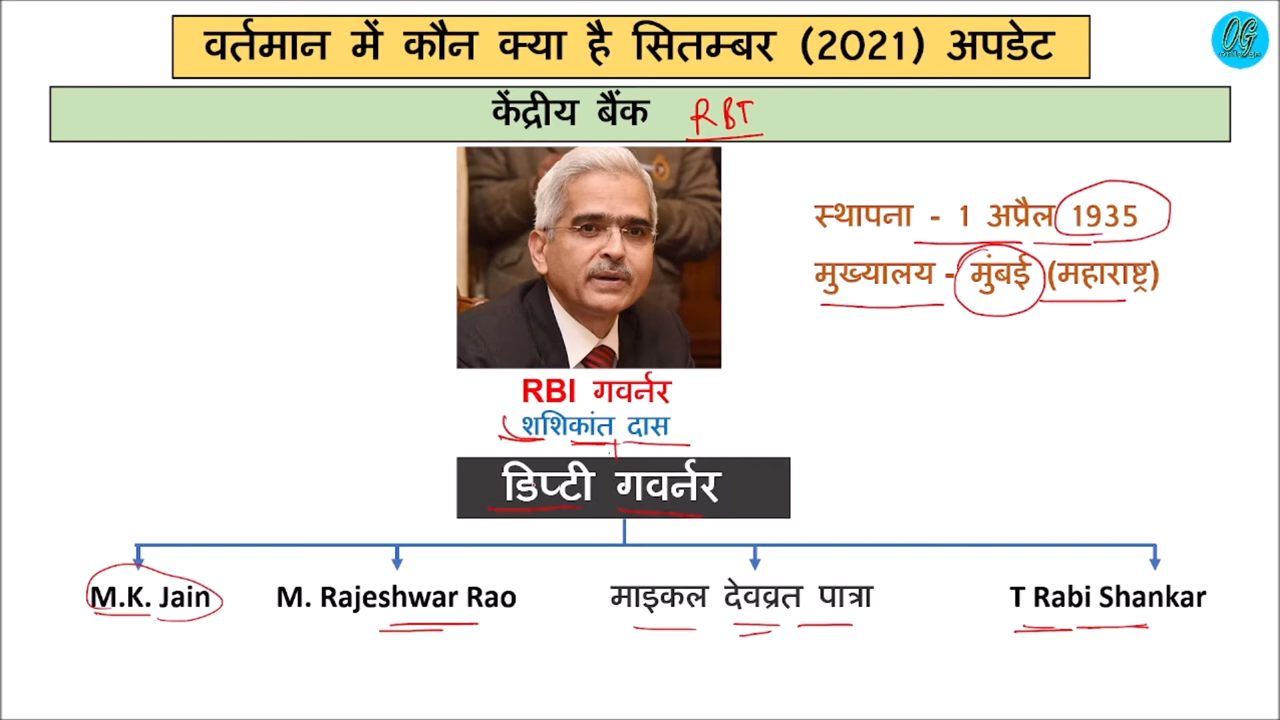 वर्तमान में कौन क्या है सितम्बर (2021) अपडेट
OG
केंद्रीय बैंक RBI
स्थापना - 1 अप्रैल 1935
मुख्यालय - मुंबई (महाराष्ट्र)
RBI गवर्नर
शशिकांत दास
डिप्टी गवर्नर
M.K. Jain M. Rajeshwar Rao माइकल देवव्रत पात्रा T Rabi Shankar